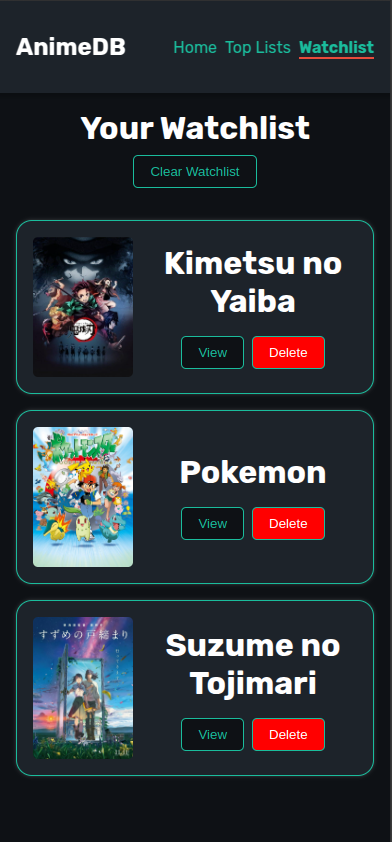 AnimeDB
Home Top Lists Watchlist
Your Watchlist
Clear Watchlist
Kimetsu no
Yaiba
View Delete
Pokemon
View Delete
すずめの戸締まり
Suzume no
Tojimari
View Delete